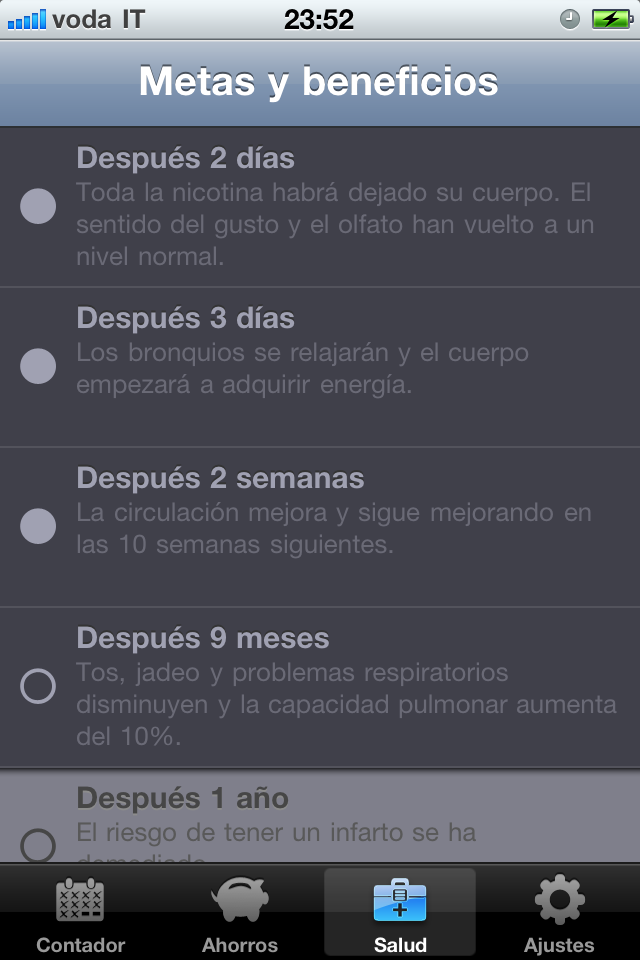 voda IT 23:52
Metas y beneficios
Después 2 días
Toda la nicotina habrá dejado su cuerpo. El
sentido del gusto y el olfato han vuelto a un
nivel normal.
Después 3 días
Los bronquios se relajarán y el cuerpo
empezará a adquirir energía.
Después 2 semanas
La circulación mejora y sigue mejorando en
las 10 semanas siguientes.
Después 9 meses
Tos, jadeo y problemas respiratorios
disminuyen y la capacidad pulmonar aumenta
del 10%.
Después 1 año
El riesgo de tener un infarto se ha
Contador Ahorros Salud Ajustes